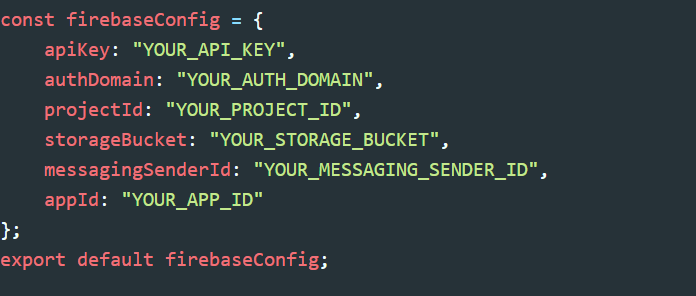 const firebaseConfig = {
    apiKey: "YOUR_API_KEY",
    authDomain: "YOUR_AUTH_DOMAIN",
    projectId: "YOUR_PROJECT_ID",
    storageBucket: "YOUR_STORAGE_BUCKET",
    messagingSenderId: "YOUR_MESSAGING_SENDER_ID",
    appId: "YOUR_APP_ID"
};
export default firebaseConfig;